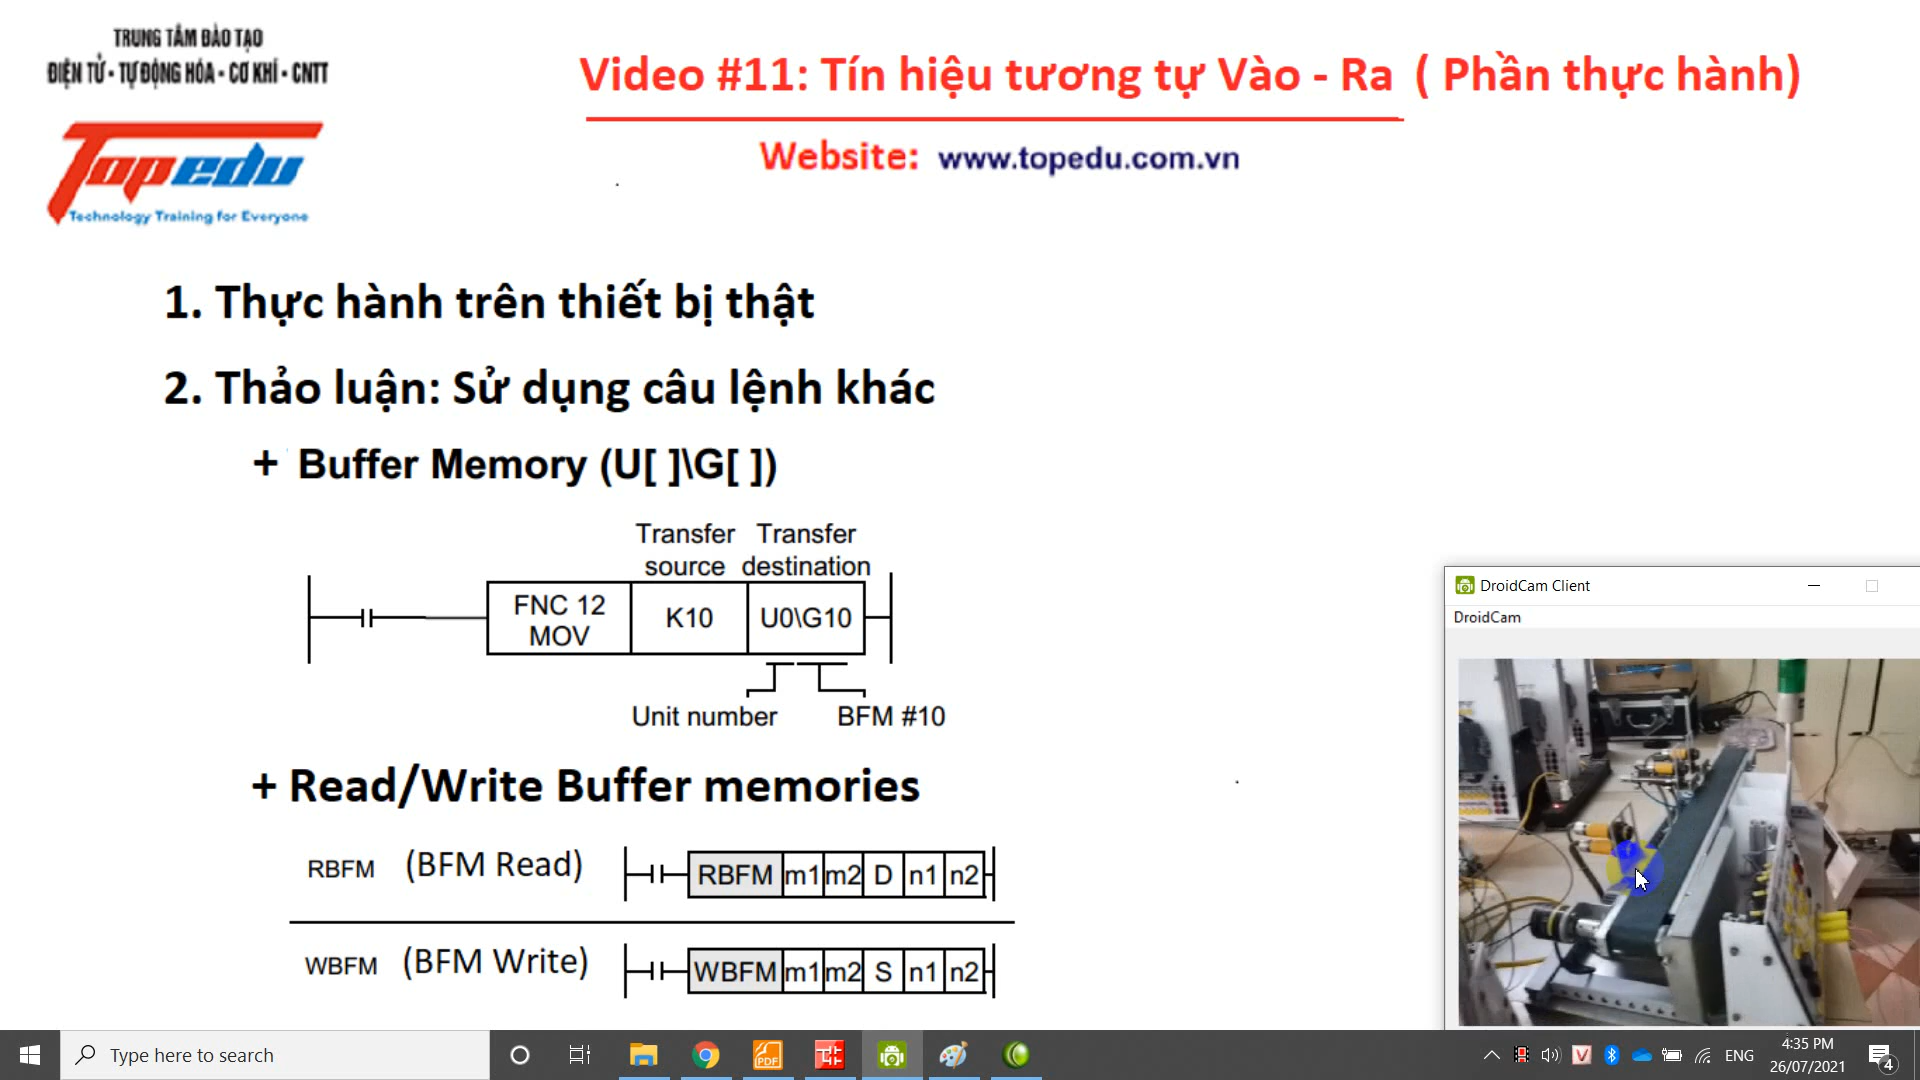 TRUNG TÂM ĐÀO TẠO
ĐIỆN TỬ - TỰ ĐỘNG HÓA - CƠ KHÍ - CNTT
Topedu
Technology Training for Everyone
Video #11: Tín hiệu tương tự Vào - Ra ( Phần thực hành)
Website: www.topedu.com.vn
1. Thực hành trên thiết bị thật
2. Thảo luận: Sử dụng câu lệnh khác
+ Buffer Memory (U[ ]\G[ ])
Transfer source
Transfer destination
FNC 12 MOV
K10
U0\G10
Unit number
BFM #10
+ Read/Write Buffer memories
RBFM (BFM Read)
RBFM m1 m2 D n1 n2
WBFM (BFM Write)
WBFM m1 m2 S n1 n2
DroidCam Client
DroidCam
Type here to search
PDF
V
ENG
4:35 PM
26/07/2021
4